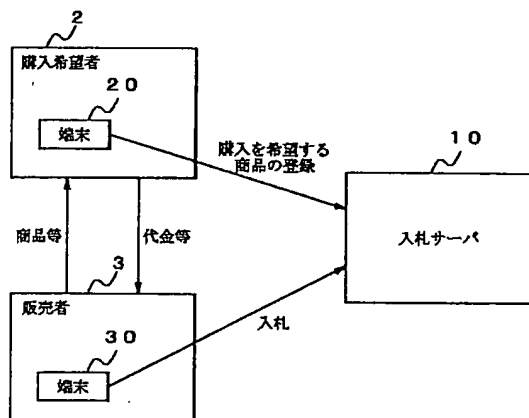 2
購入希望者
20
端末
購入を希望する
商品の登録
10
入札サーバ
商品等
代金等
3
販売者
入札
30
端末